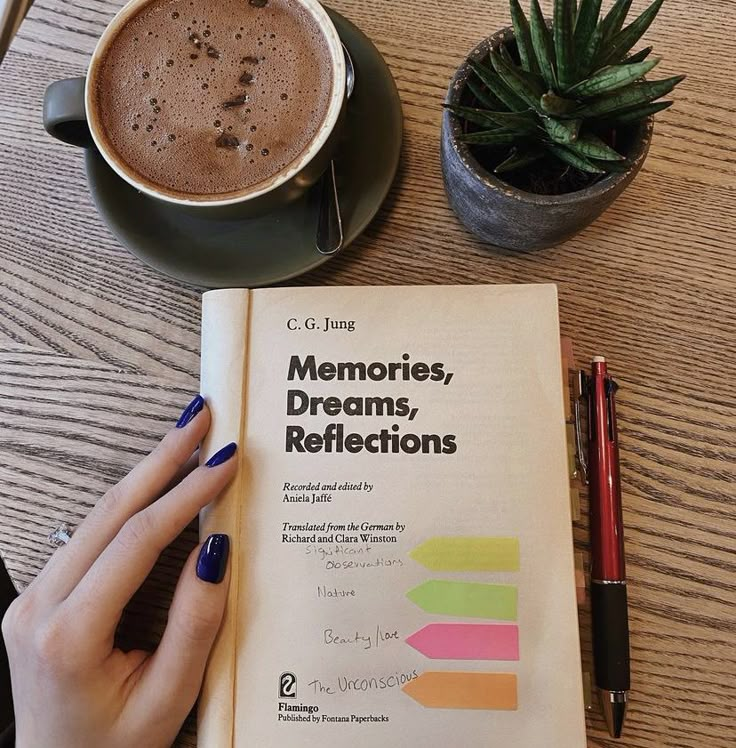 C. G. Jung
Memories,
Dreams,
Reflections
Recorded and edited by
Aniela Jaffé
Translated from the German by
Richard and Clara Winston
Significant
Observations
Nature
Beauty/Love
The Unconscious
Flamingo
Published by Fontana Paperbacks